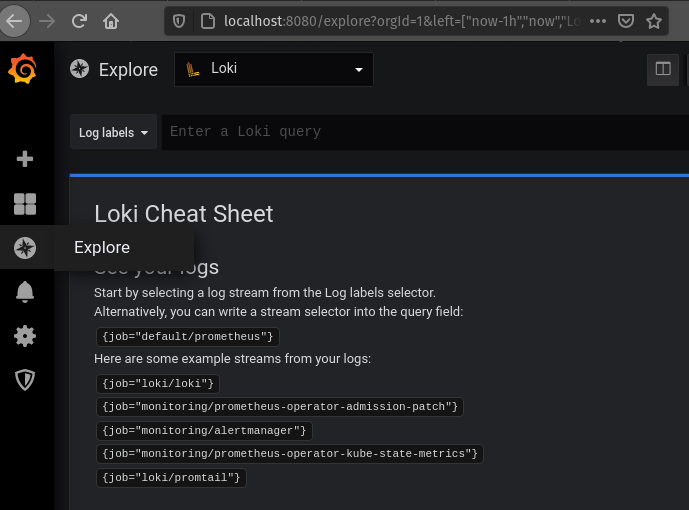 localhost:8080/explore?orgId=1&left=["now-1h","now","Lo
Explore
Loki
Log labels
Enter a Loki query
Loki Cheat Sheet
Explore
See your logs
Start by selecting a log stream from the Log labels selector.
Alternatively, you can write a stream selector into the query field:
{job="default/prometheus"}
Here are some example streams from your logs:
{job="loki/loki"}
{job="monitoring/prometheus-operator-admission-patch"}
{job="monitoring/alertmanager"}
{job="monitoring/prometheus-operator-kube-state-metrics"}
{job="loki/promtail"}